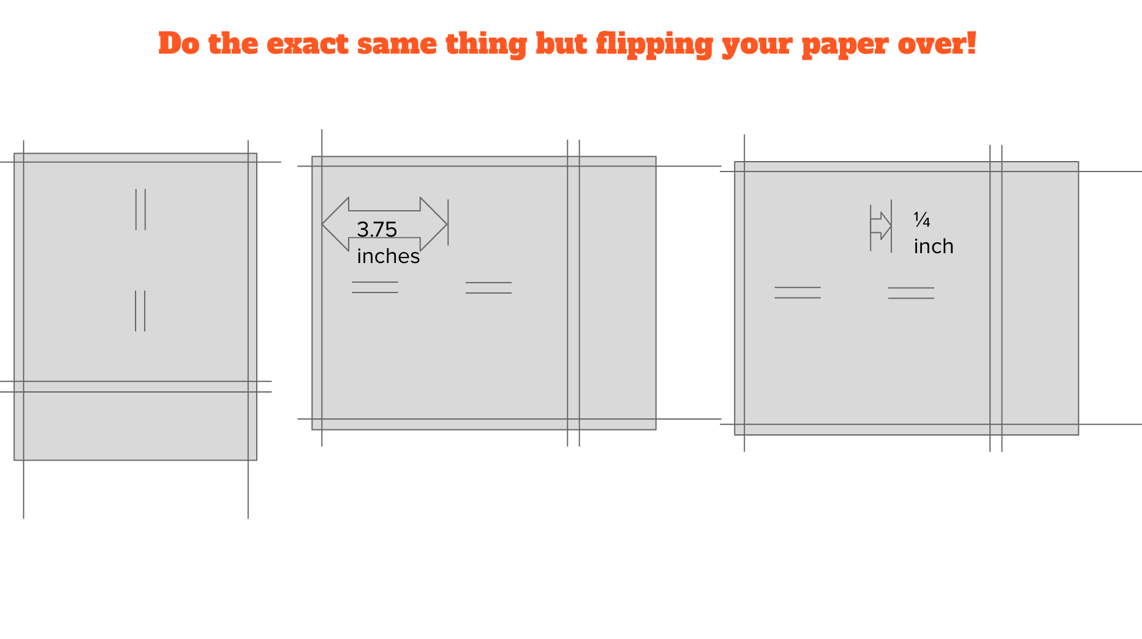 Do the exact same thing but flipping your paper over!
3.75
inches
¼
inch